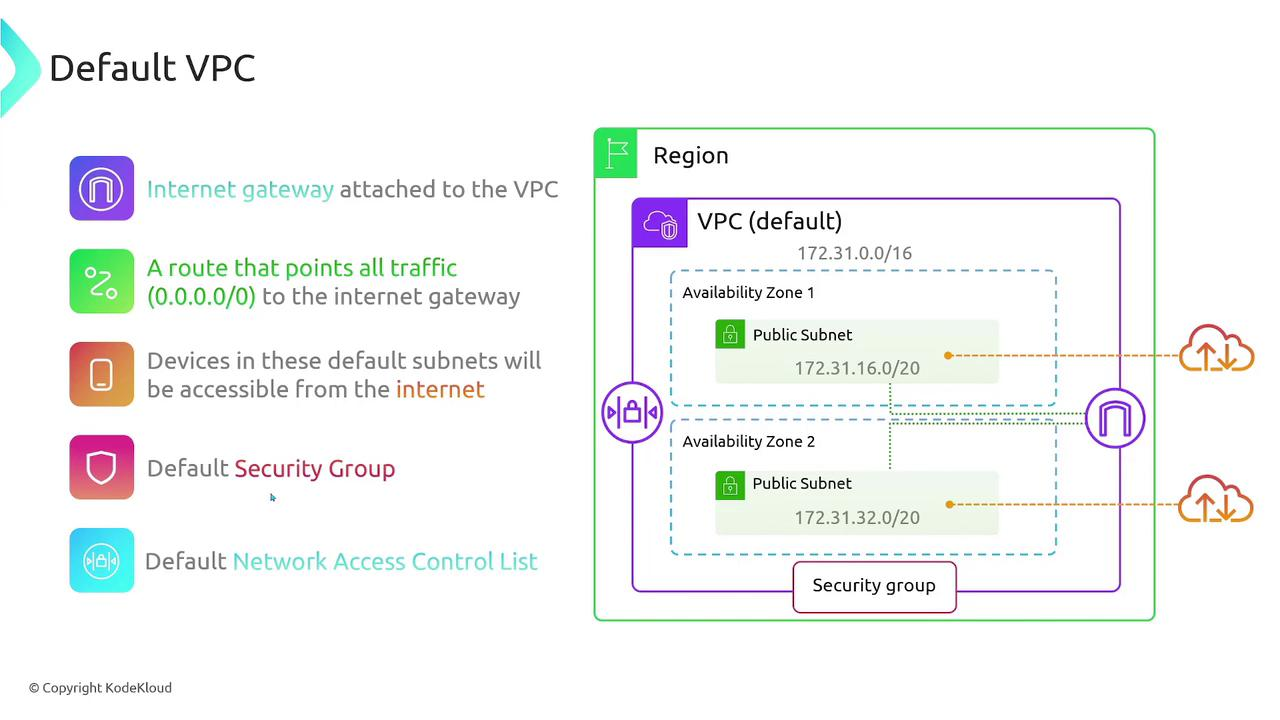 Default VPC
Internet gateway attached to the VPC
A route that points all traffic
(0.0.0.0/0) to the internet gateway
Devices in these default subnets will
be accessible from the internet
Default Security Group
Default Network Access Control List
Region
VPC (default)
172.31.0.0/16
Availability Zone 1
Public Subnet
172.31.16.0/20
Availability Zone 2
Public Subnet
172.31.32.0/20
Security group
© Copyright KodeKloud